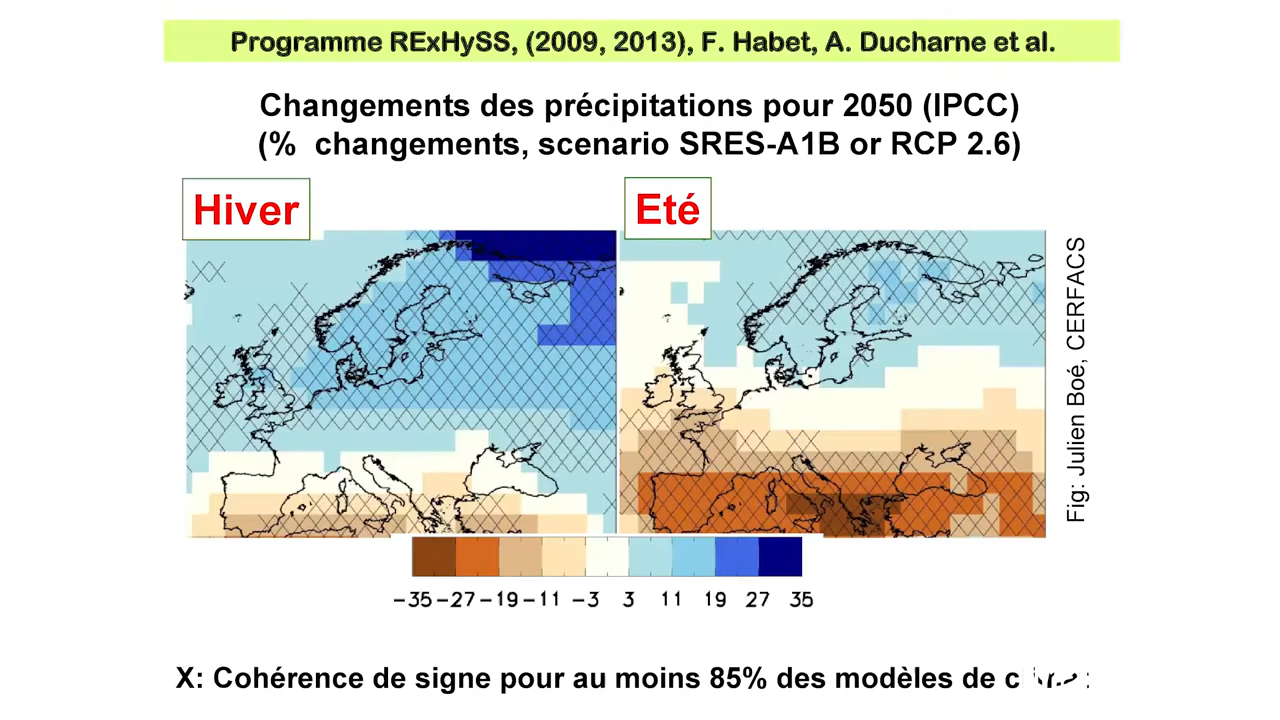 Programme RExHySS, (2009, 2013), F. Habet, A. Ducharne et al.
Changements des précipitations pour 2050 (IPCC)
(% changements, scenario SRES-A1B or RCP 2.6)
Hiver
Eté
Fig: Julien Boé, CERFACS
-35 -27 -19 -11 -3 3 11 19 27 35
X: Cohérence de signe pour au moins 85% des modèles de